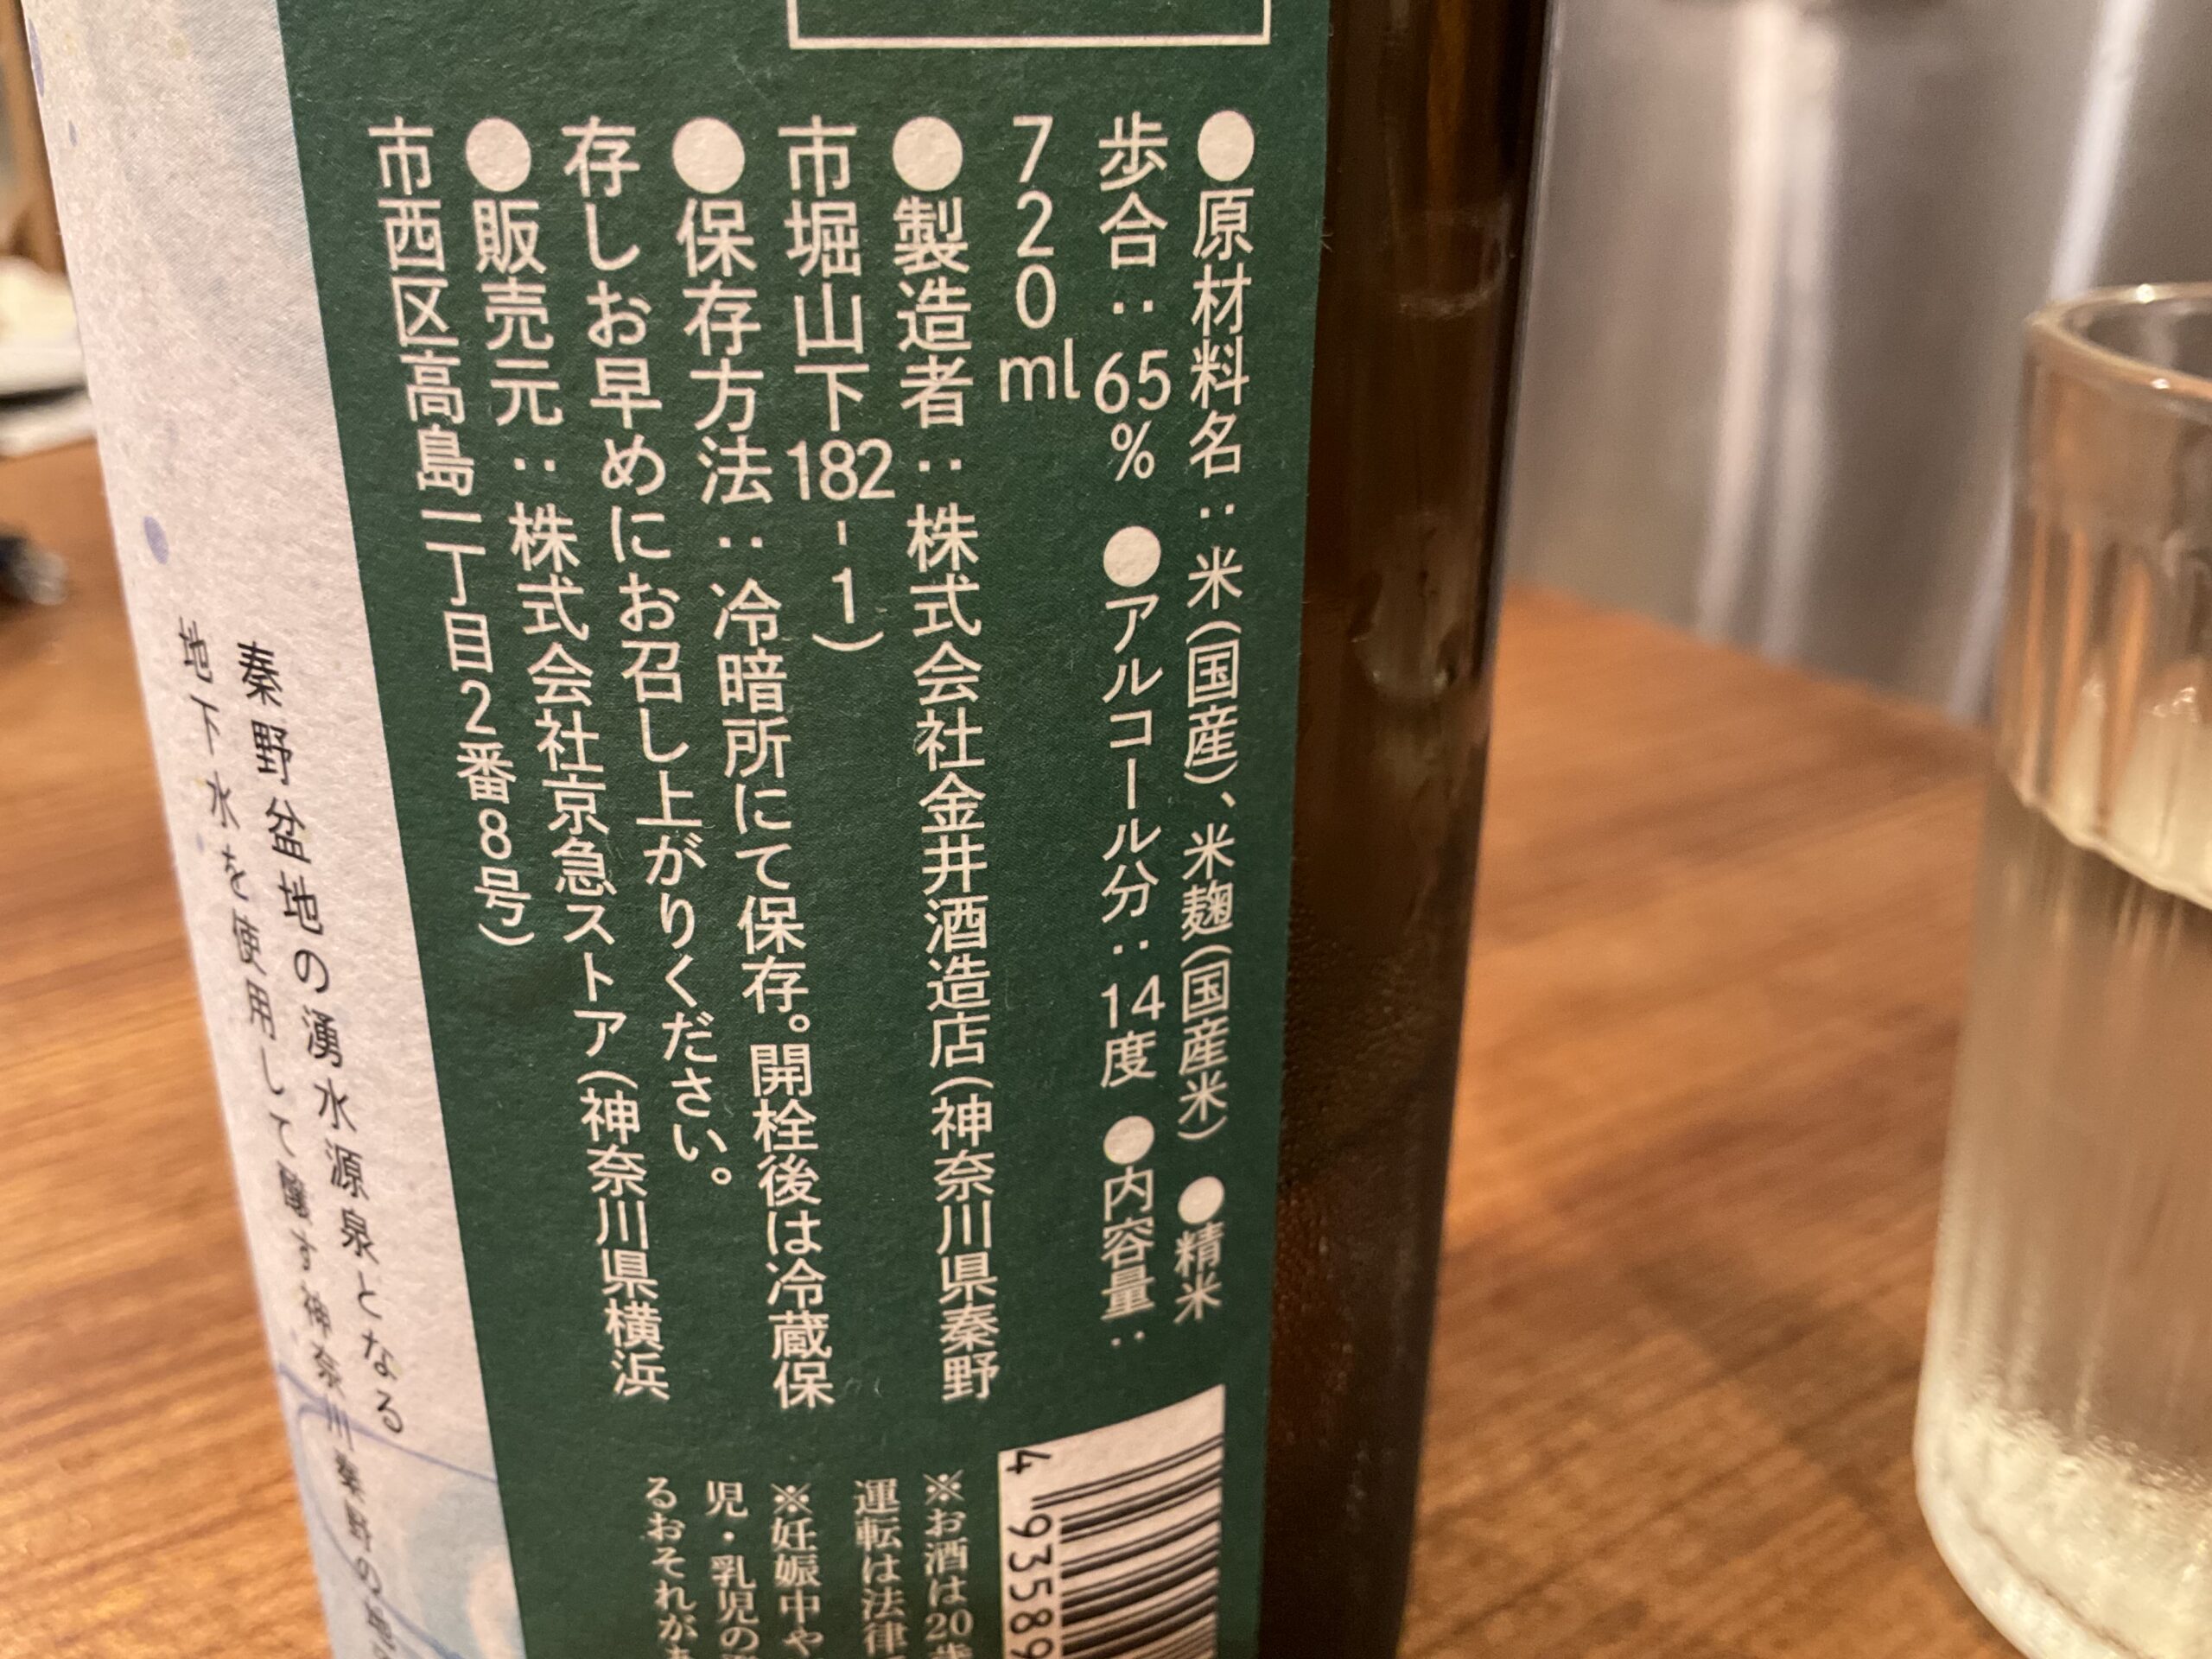 ●原材料名：米(国産)、米麹(国産米) ●精米
歩合：65% ●アルコール分：14度 ●内容量：
720ml
●製造者：株式会社金井酒造店(神奈川県秦野
市堀山下182-1)
●保存方法：冷暗所にて保存。開栓後は冷蔵保
存しお早めにお召し上がりください。
●販売元：株式会社京急ストア(神奈川県横浜
市西区高島一丁目2番8号)
4 93589
※お酒は20歳
運転は法律
※妊娠中や
児・乳児の
るおそれがあ
秦野盆地の湧水源泉となる
地下水を使用して醸す神奈川秦野の地